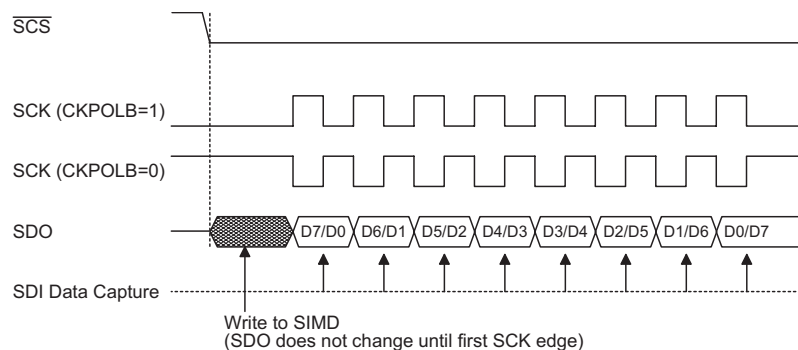 SCS
SCK (CKPOLB=1)
SCK (CKPOLB=0)
SDO
D7/D0 D6/D1 D5/D2 D4/D3 D3/D4 D2/D5 D1/D6 D0/D7
SDI Data Capture
Write to SIMD
(SDO does not change until first SCK edge)